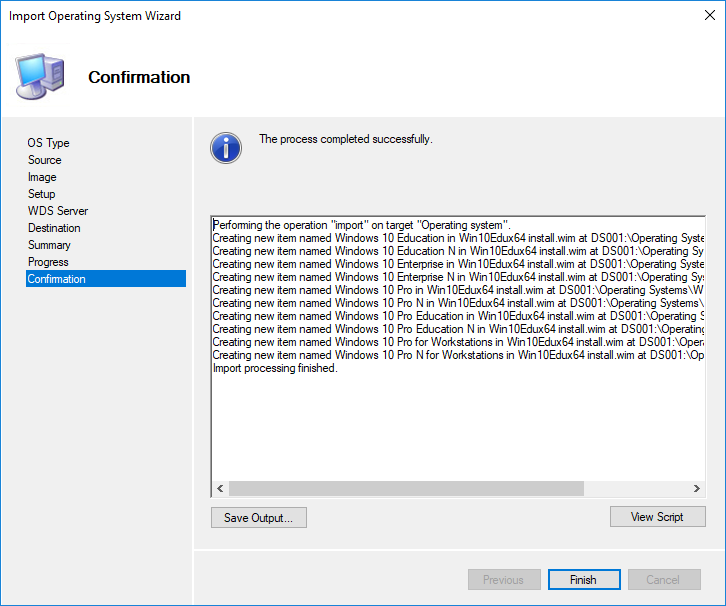 Import Operating System Wizard
Confirmation
OS Type
Source
Image
Setup
WDS Server
Destination
Summary
Progress
Confirmation
The process completed successfully.
Performing the operation "import" on target "Operating system".
Creating new item named Windows 10 Education in Win10Edux64 install.wim at DS001:\Operating Syste
Creating new item named Windows 10 Education N in Win10Edux64 install.wim at DS001:\Operating Sy
Creating new item named Windows 10 Enterprise in Win10Edux64 install.wim at DS001:\Operating Syste
Creating new item named Windows 10 Enterprise N in Win10Edux64 install.wim at DS001:\Operating Sy
Creating new item named Windows 10 Pro in Win10Edux64 install.wim at DS001:\Operating Systems\W
Creating new item named Windows 10 Pro N in Win10Edux64 install.wim at DS001:\Operating Systems\
Creating new item named Windows 10 Pro Education in Win10Edux64 install.wim at DS001:\Operating S
Creating new item named Windows 10 Pro Education N in Win10Edux64 install.wim at DS001:\Operating
Creating new item named Windows 10 Pro for Workstations in Win10Edux64 install.wim at DS001:\Opera
Creating new item named Windows 10 Pro N for Workstations in Win10Edux64 install.wim at DS001:\Op
Import processing finished.
Save Output...
View Script
Previous
Finish
Cancel